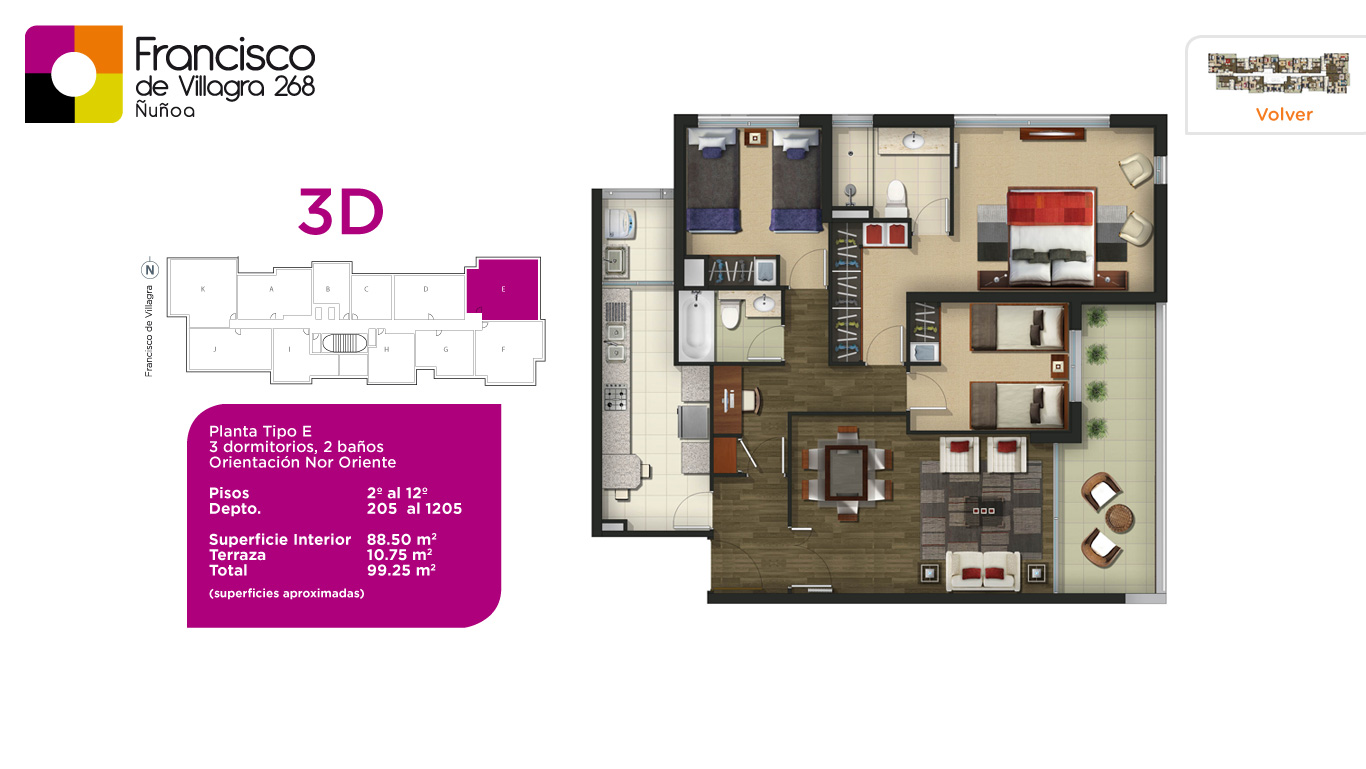 Francisco
de Villagra 268
Ñuñoa
Volver
3D
N
Francisco de Villagra
K
A
B
C
D
E
J
I
H
G
F
Planta Tipo E
3 dormitorios, 2 baños
Orientación Nor Oriente
Pisos 2º al 12º
Depto. 205 al 1205
Superficie Interior 88.50 m²
Terraza 10.75 m²
Total 99.25 m²
(superficies aproximadas)